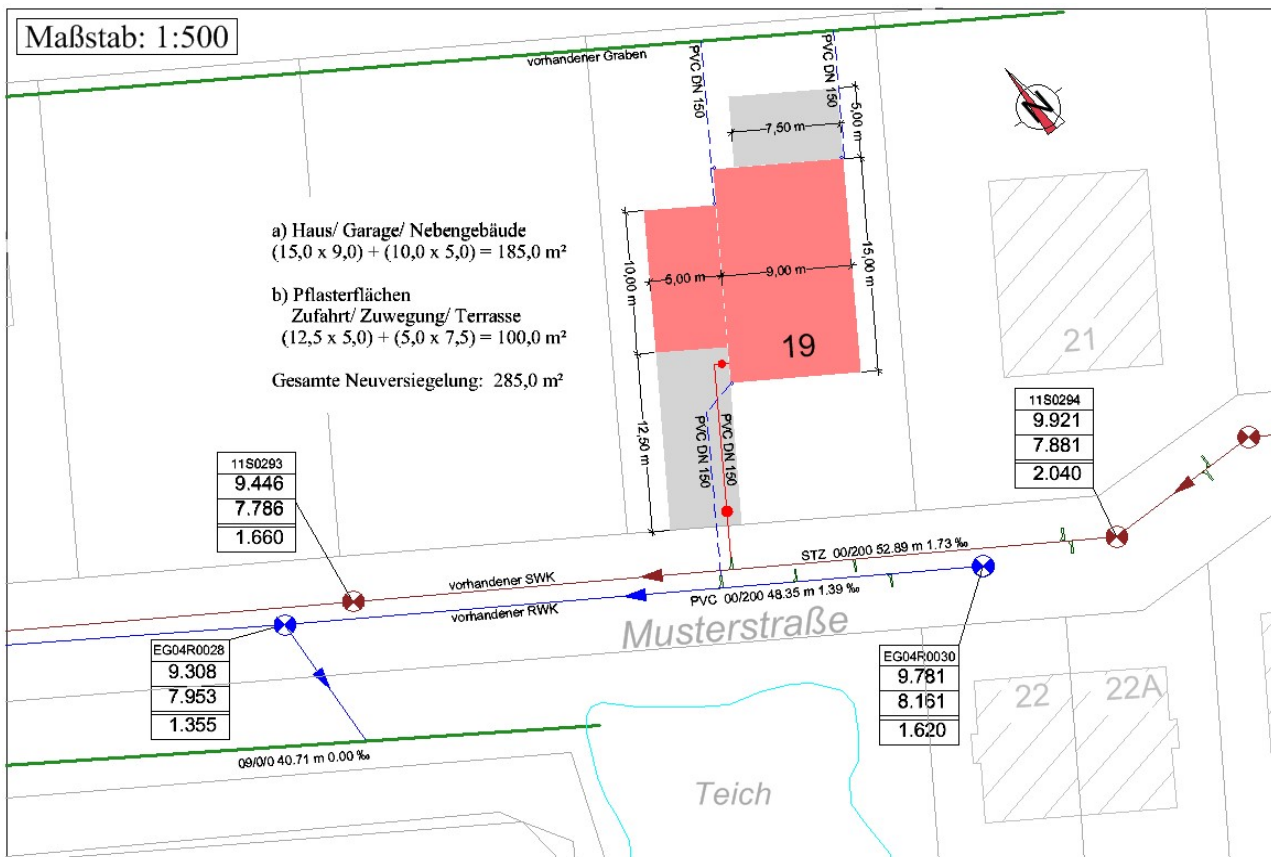 Maßstab: 1:500
vorhandener Graben
PVC DN 150
PVC DN 150
N
7,50 m
5,00 m
a) Haus/ Garage/ Nebengebäude
(15,0 x 9,0) + (10,0 x 5,0) = 185,0 m²
b) Pflasterflächen
Zufahrt/ Zuwegung/ Terrasse
(12,5 x 5,0) + (5,0 x 7,5) = 100,0 m²
Gesamte Neuversiegelung: 285,0 m²
10,00 m
5,00 m
9,00 m
15,00 m
19
21
12,50 m
PVC DN 150
PVC DN 150
11S0293
9.446
7.786
1.660
11S0294
9.921
7.881
2.040
STZ 00/200 52.89 m 1.73 ‰
vorhandener SWK
PVC 00/200 48.35 m 1.39 ‰
vorhandener RWK
Musterstraße
EG04R0028
9.308
7.953
1.355
EG04R0030
9.781
8.161
1.620
22
22A
09/0/0 40.71 m 0.00 ‰
Teich